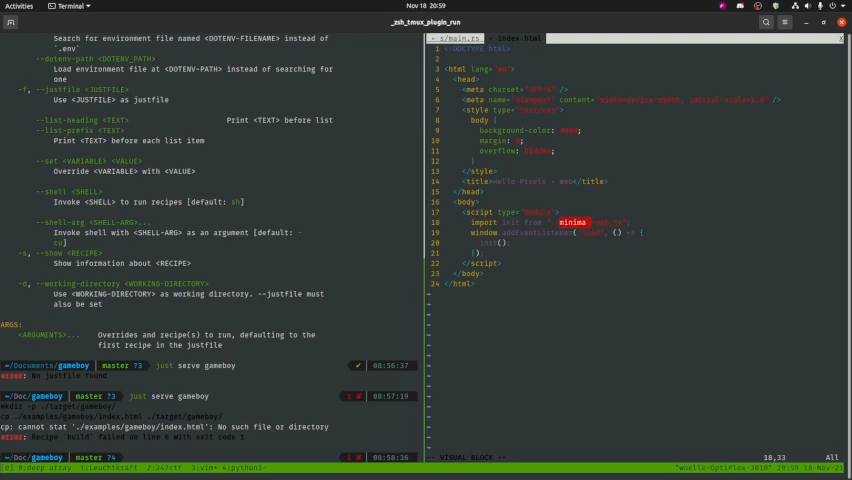 Activities
Terminal
Nov 18 20:59
_zsh_tmux_plugin_run
Search for environment file named <DOTENV-FILENAME> instead of
`.env`
--dotenv-path <DOTENV_PATH>
Load environment file at <DOTENV-PATH> instead of searching for
one
-f, --justfile <JUSTFILE>
Use <JUSTFILE> as justfile
--list-heading <TEXT> Print <TEXT> before list
--list-prefix <TEXT>
Print <TEXT> before each list item
--set <VARIABLE> <VALUE>
Override <VARIABLE> with <VALUE>
--shell <SHELL>
Invoke <SHELL> to run recipes [default: sh]
--shell-arg <SHELL-ARG>...
Invoke shell with <SHELL-ARG> as an argument [default: -
cu]
-s, --show <RECIPE>
Show information about <RECIPE>
-d, --working-directory <WORKING-DIRECTORY>
Use <WORKING-DIRECTORY> as working directory. --justfile must
also be set
ARGS:
<ARGUMENTS>... Overrides and recipe(s) to run, defaulting to the
first recipe in the justfile
~/Documents/gameboy master ?3 just serve gameboy ✔ 08:56:37
error: No justfile found
~/Doc/gameboy master ?3 just serve gameboy 1 ✘ 08:57:19
mkdir -p ./target/gameboy/
cp ./examples/gameboy/index.html ./target/gameboy/
cp: cannot stat './examples/gameboy/index.html': No such file or directory
error: Recipe `build` failed on line 6 with exit code 1
~/Doc/gameboy master ?4 1 ✘ 08:58:36
+ s/main.rs + index.html X
1 <!DOCTYPE html>
2
3 <html lang="en">
4 <head>
5 <meta charset="UTF-8" />
6 <meta name="viewport" content="width=device-width, initial-scale=1.0" />
7 <style type="text/css">
8 body {
9 background-color: #000;
10 margin: 0;
11 overflow: hidden;
12 }
13 </style>
14 <title>Hello Pixels + Web</title>
15 </head>
16 <body>
17 <script type="module">
18 import init from "./minima
19 window.addEventListener("load", () => {
20 init();
21 });
22 </script>
23 </body>
24 </html>
-- VISUAL BLOCK -- 18,33 All
[0] 0:deep array 1:Leuchtkraft 2:247ctf 3:vim* 4:python3-
"wuelle-OptiPlex-3010" 20:59 18-Nov-21